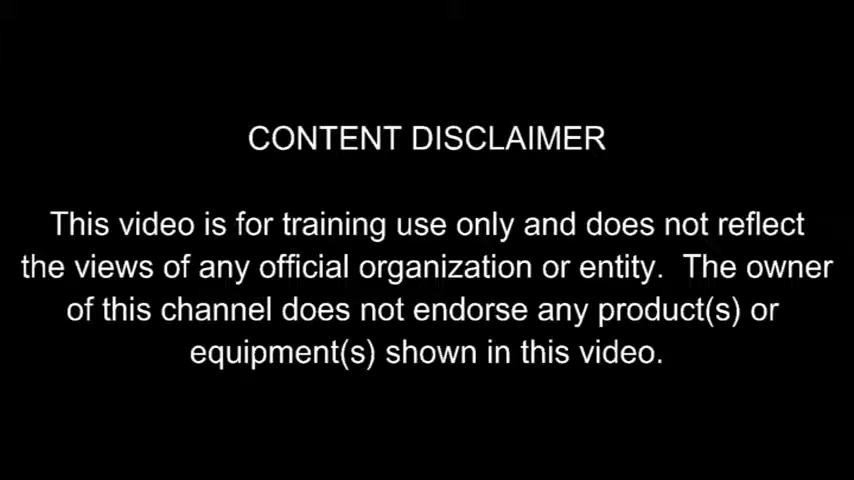 CONTENT DISCLAIMER
This video is for training use only and does not reflect
the views of any official organization or entity.  The owner
of this channel does not endorse any product(s) or
equipment(s) shown in this video.